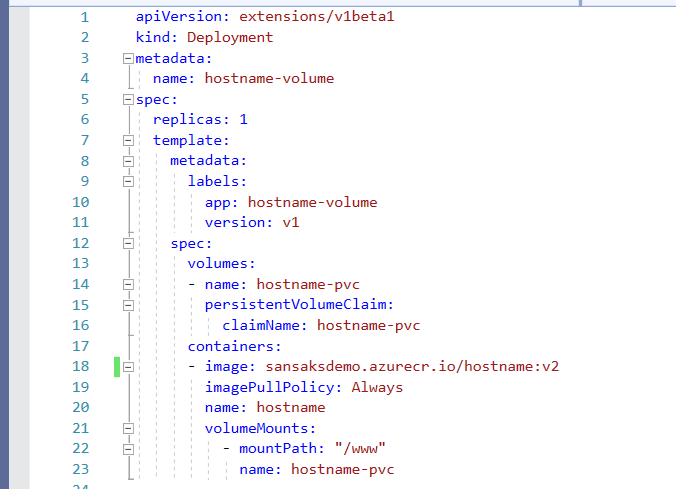 1 apiVersion: extensions/v1beta1
2 kind: Deployment
3 metadata:
4 name: hostname-volume
5 spec:
6 replicas: 1
7 template:
8 metadata:
9 labels:
10 app: hostname-volume
11 version: v1
12 spec:
13 volumes:
14 - name: hostname-pvc
15 persistentVolumeClaim:
16 claimName: hostname-pvc
17 containers:
18 - image: sansaksdemo.azurecr.io/hostname:v2
19 imagePullPolicy: Always
20 name: hostname
21 volumeMounts:
22 - mountPath: "/www"
23 name: hostname-pvc